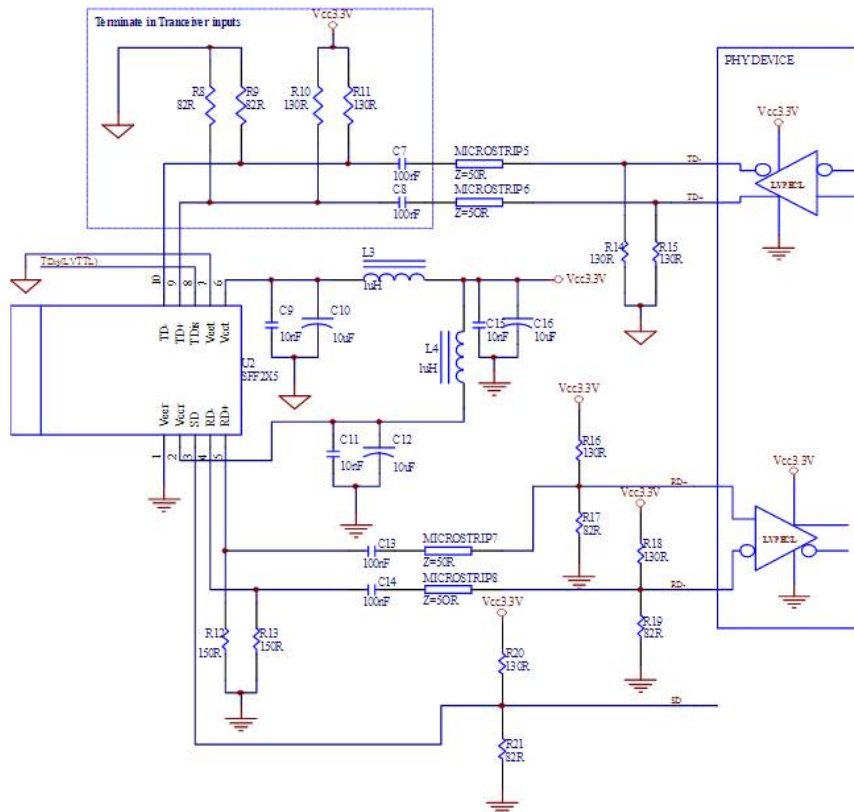 Terminate in Tranceiver inputs
Vcc3.3V
R8
82R
R9
82R
R10
130R
R11
130R
PHY DEVICE
Vcc3.3V
C7
100nF
MICROSTRIP5
Z=50R
TD-
LVPECL
C8
100nF
MICROSTRIP6
Z=5OR
TD+
R14
130R
R15
130R
TDis(LVTTL)
10
9
8
7
6
TD-
TD+
TDis
Veet
Vcct
L3
1uH
Vcc3.3V
C9
10nF
C10
10uF
C15
10nF
C16
10uF
L4
1uH
U2
SFF2X5
Veer
Vccr
SD
RD-
RD+
1
2
3
4
5
C11
10nF
C12
10uF
Vcc3.3V
R16
130R
RD+
Vcc3.3V
R17
82R
Vcc3.3V
LVPECL
C13
100nF
MICROSTRIP7
Z=50R
R18
130R
C14
100nF
MICROSTRIP8
Z=5OR
RD-
R12
150R
R13
150R
Vcc3.3V
R19
82R
R20
130R
SD
R21
82R